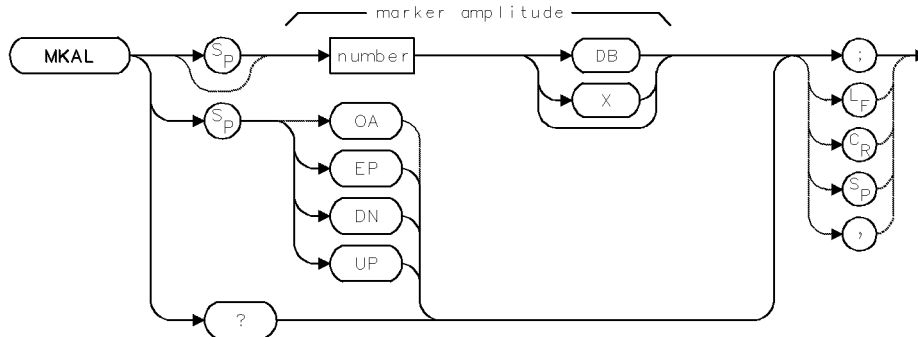 marker amplitude
MKAL SP number DB ;
X LF
SP OA CR
EP SP
DN ,
UP
?